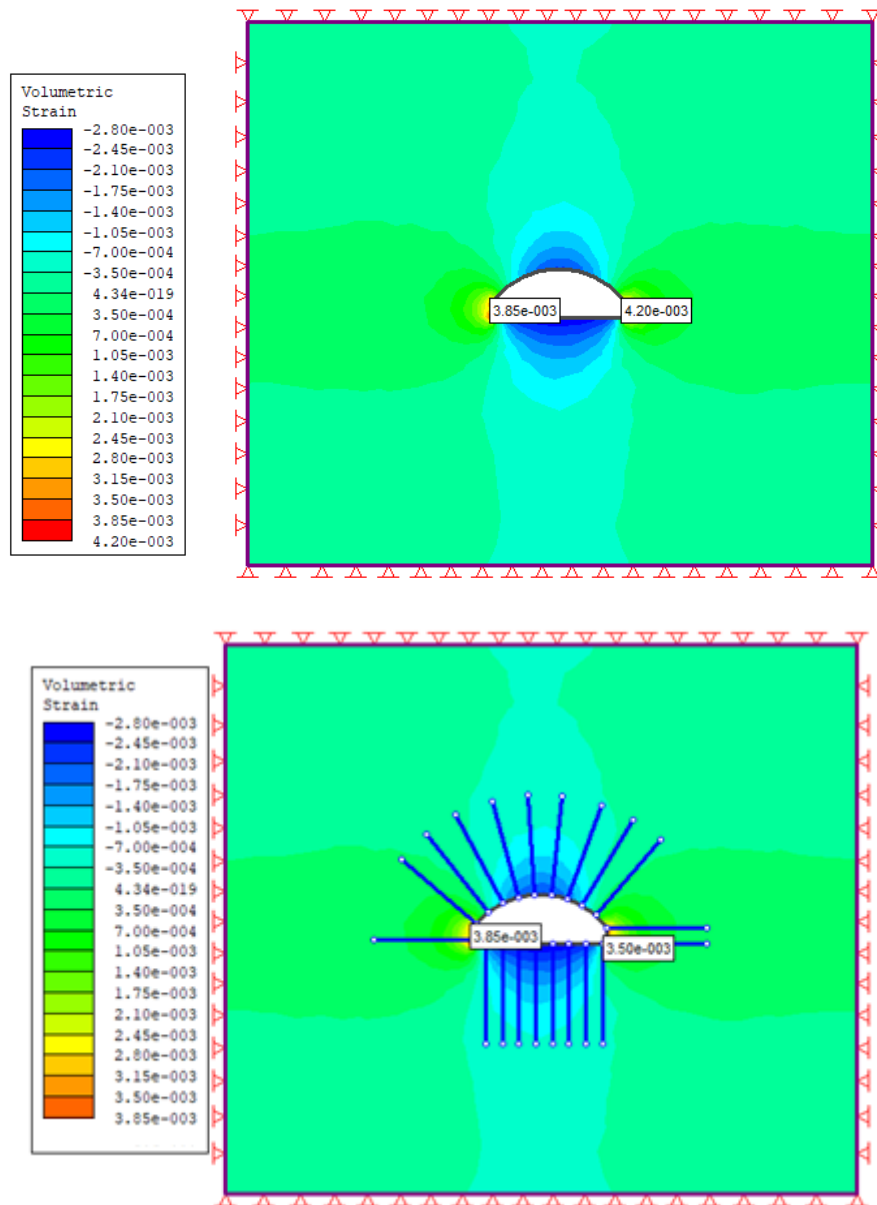 Volumetric
Strain
-2.80e-003
-2.45e-003
-2.10e-003
-1.75e-003
-1.40e-003
-1.05e-003
-7.00e-004
-3.50e-004
4.34e-019
3.50e-004
7.00e-004
1.05e-003
1.40e-003
1.75e-003
2.10e-003
2.45e-003
2.80e-003
3.15e-003
3.50e-003
3.85e-003
4.20e-003
3.85e-003
4.20e-003
Volumetric
Strain
-2.80e-003
-2.45e-003
-2.10e-003
-1.75e-003
-1.40e-003
-1.05e-003
-7.00e-004
-3.50e-004
4.34e-019
3.50e-004
7.00e-004
1.05e-003
1.40e-003
1.75e-003
2.10e-003
2.45e-003
2.80e-003
3.15e-003
3.50e-003
3.85e-003
3.85e-003
3.50e-003